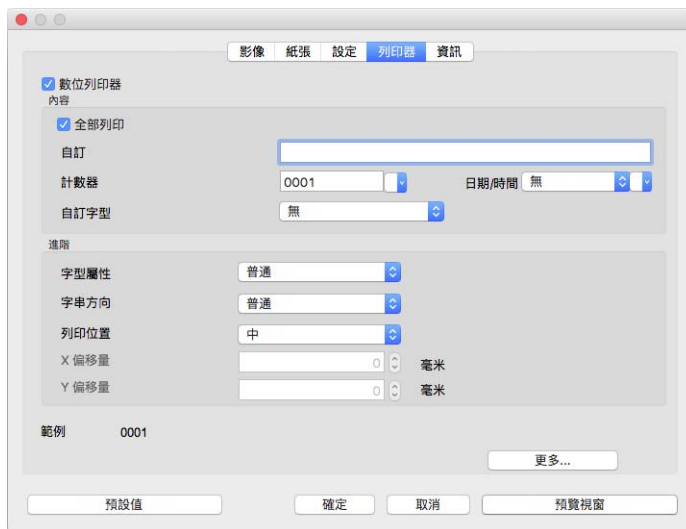 影像 紙張 設定 列印器 資訊
數位列印器
內容
全部列印
自訂
計數器 0001 日期/時間 無
自訂字型 無
進階
字型屬性 普通
字串方向 普通
列印位置 中
X 偏移量 0 毫米
Y 偏移量 0 毫米
範例 0001
更多...
預設值 確定 取消 預覽視窗